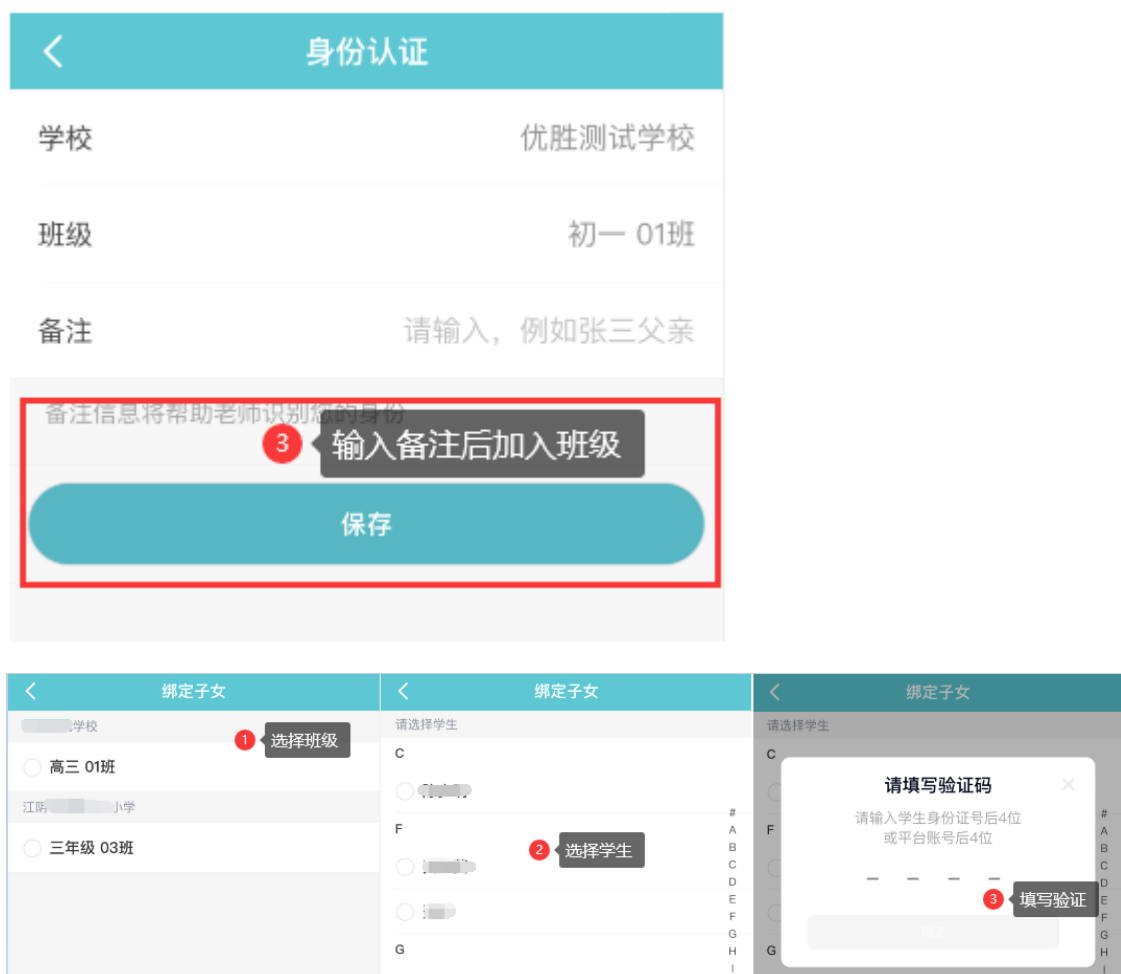 身份认证
学校 优胜测试学校
班级 初一 01班
备注 请输入，例如张三父亲
备注信息将帮助老师识别您的身份
3 输入备注后加入班级
保存
绑定子女
学校
1 选择班级
高三 01班
江阴 小学
三年级 03班
绑定子女
请选择学生
C
F
2 选择学生
G
#
A
B
C
D
E
F
G
H
I
绑定子女
请选择学生
C
F
G
请填写验证码
请输入学生身份证号后4位
或平台账号后4位
3 填写验证
#
A
B
C
D
E
F
G
H
I